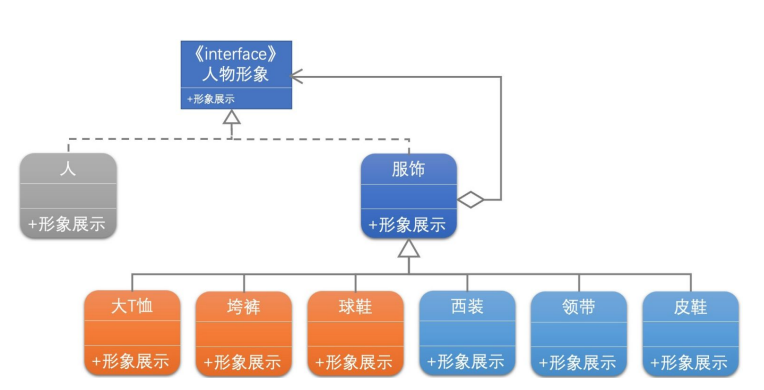 《interface》
人物形象
+形象展示
人
+形象展示
服饰
+形象展示
大T恤
+形象展示
垮裤
+形象展示
球鞋
+形象展示
西装
+形象展示
领带
+形象展示
皮鞋
+形象展示